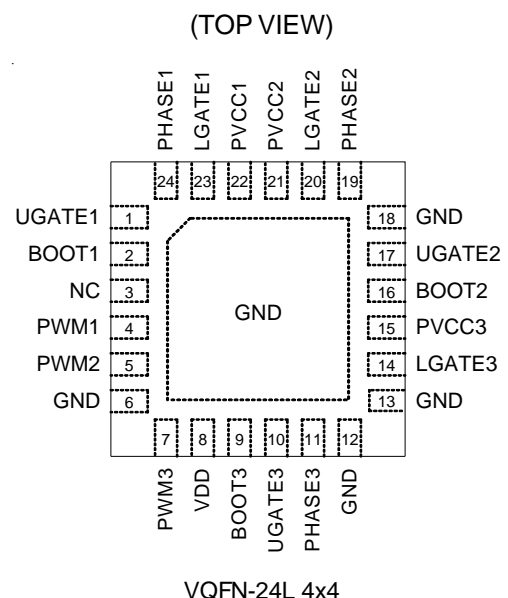 (TOP VIEW)
PHASE1
LGATE1
PVCC1
PVCC2
LGATE2
PHASE2
24
23
22
21
20
19
UGATE1 1
BOOT1 2
NC 3
PWM1 4
PWM2 5
GND 6
GND
18 GND
17 UGATE2
16 BOOT2
15 PVCC3
14 LGATE3
13 GND
7
8
9
10
11
12
PWM3
VDD
BOOT3
UGATE3
PHASE3
GND
VQFN-24L 4x4